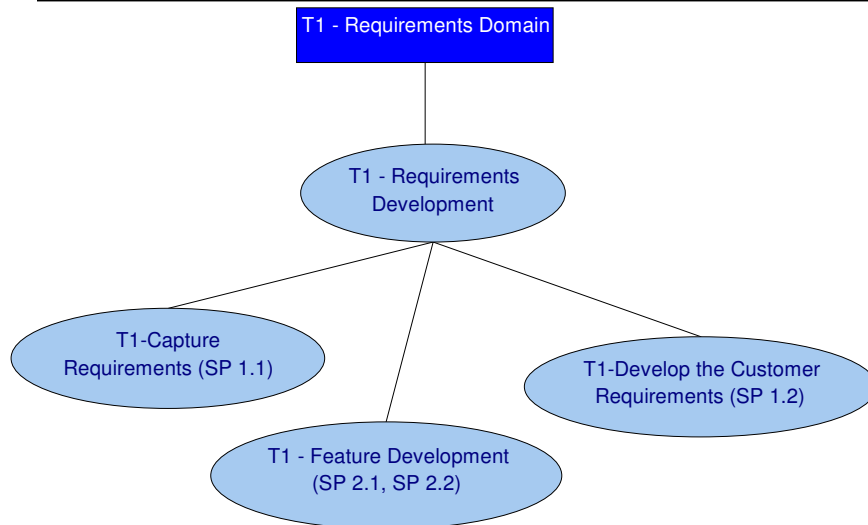 T1 - Requirements Domain
T1 - Requirements
Development
T1-Capture
Requirements (SP 1.1)
T1-Develop the Customer
Requirements (SP 1.2)
T1 - Feature Development
(SP 2.1, SP 2.2)